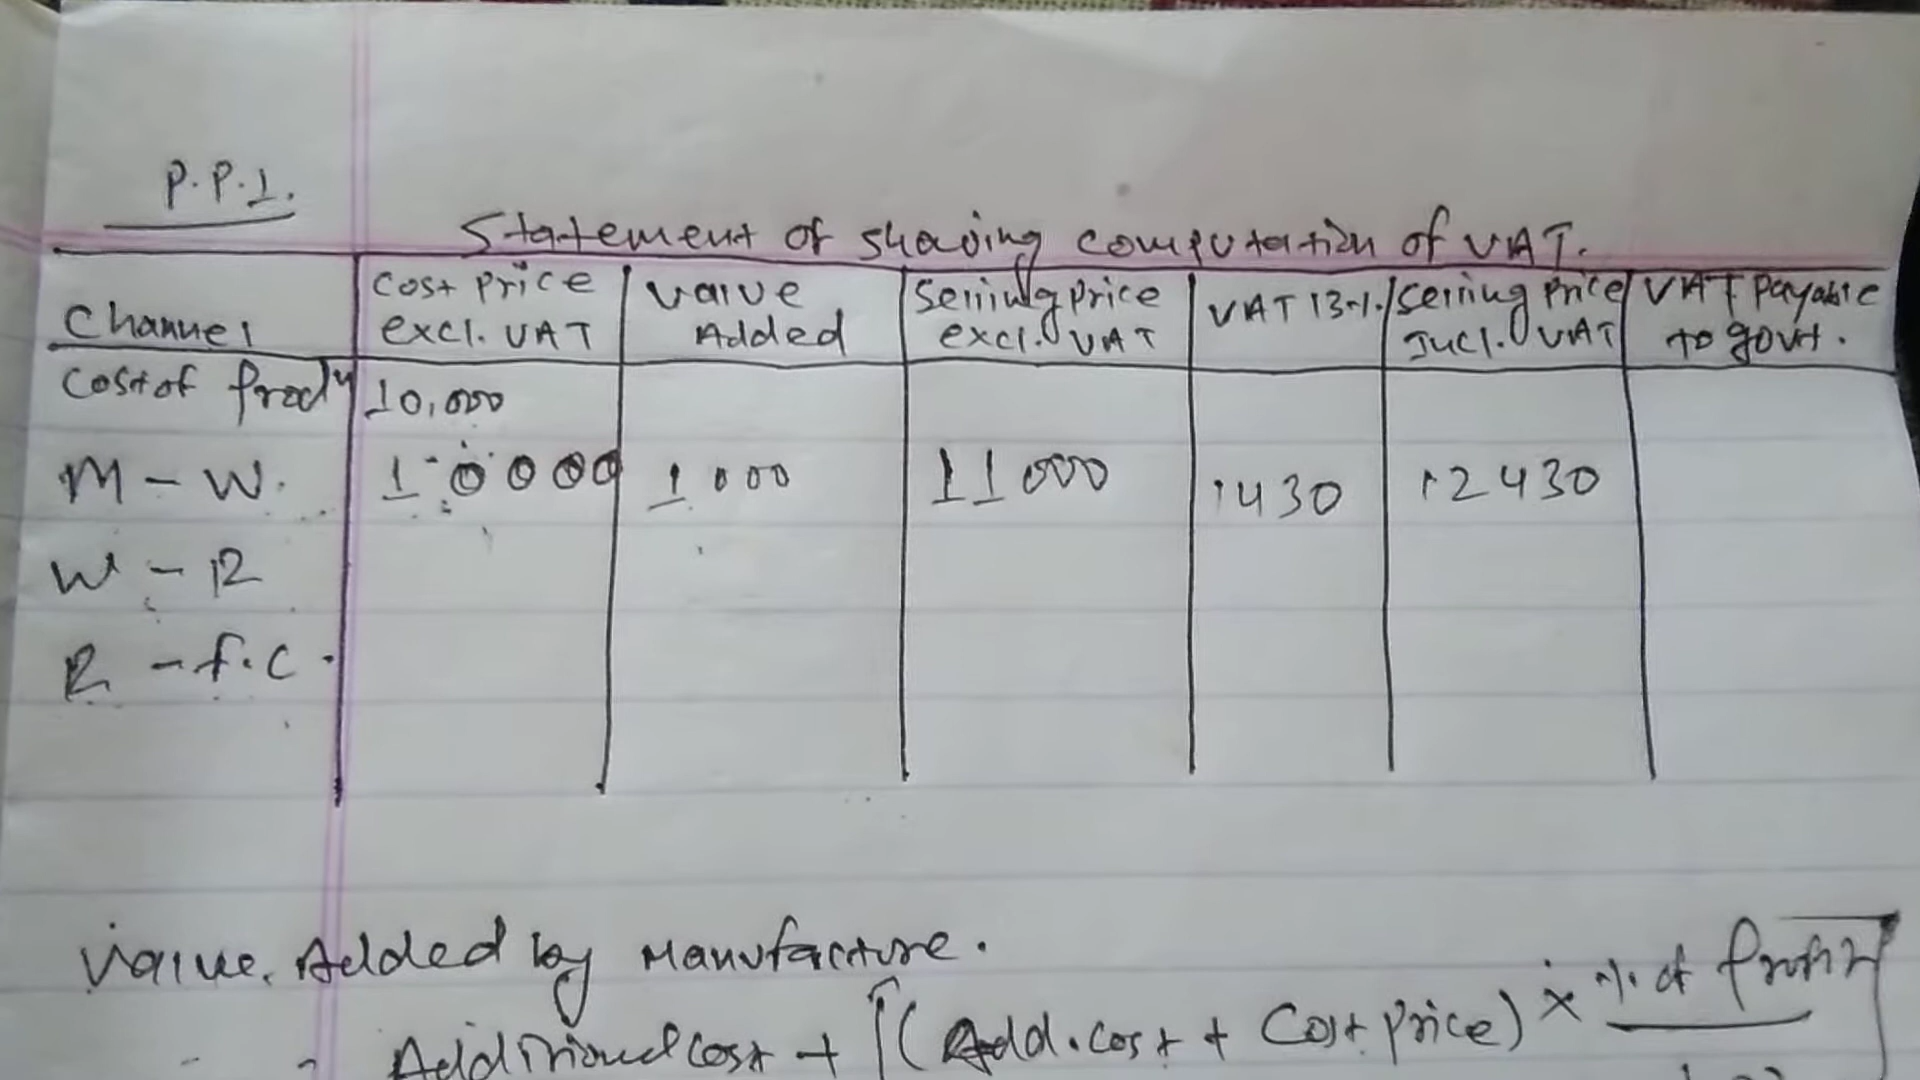 P.P.1.
Statement of showing computation of VAT.
Channel
Cost price excl. VAT
Value Added
Selling price excl. VAT
VAT 13%
Selling price Incl. VAT
VAT payable to govt.
Cost of prodn 10,000
M - W. 10000 1000 11000 1430 12430
W - R
R - f.c.
Value Added by Manufacture.
Additional cost + [(Add. cost + Cost price) × % of profit